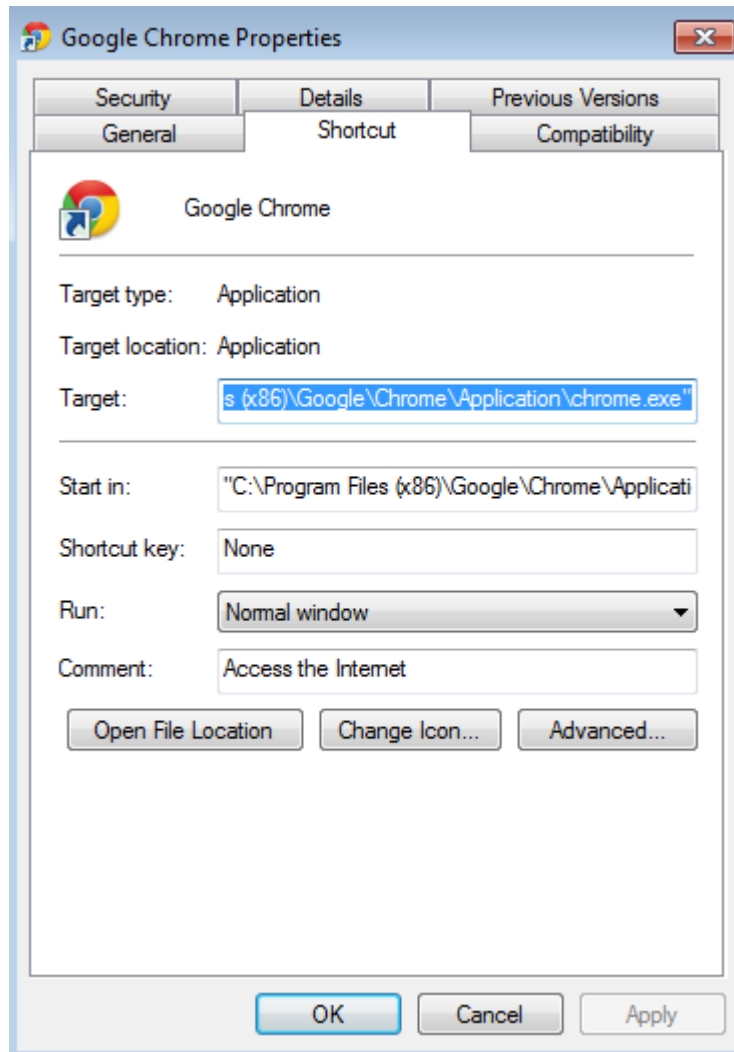 Google Chrome Properties
Security Details Previous Versions
General Shortcut Compatibility
Google Chrome
Target type: Application
Target location: Application
Target: s (x86)\Google\Chrome\Application\chrome.exe"
Start in: "C:\Program Files (x86)\Google\Chrome\Applicati
Shortcut key: None
Run: Normal window
Comment: Access the Internet
Open File Location Change Icon... Advanced...
OK Cancel Apply